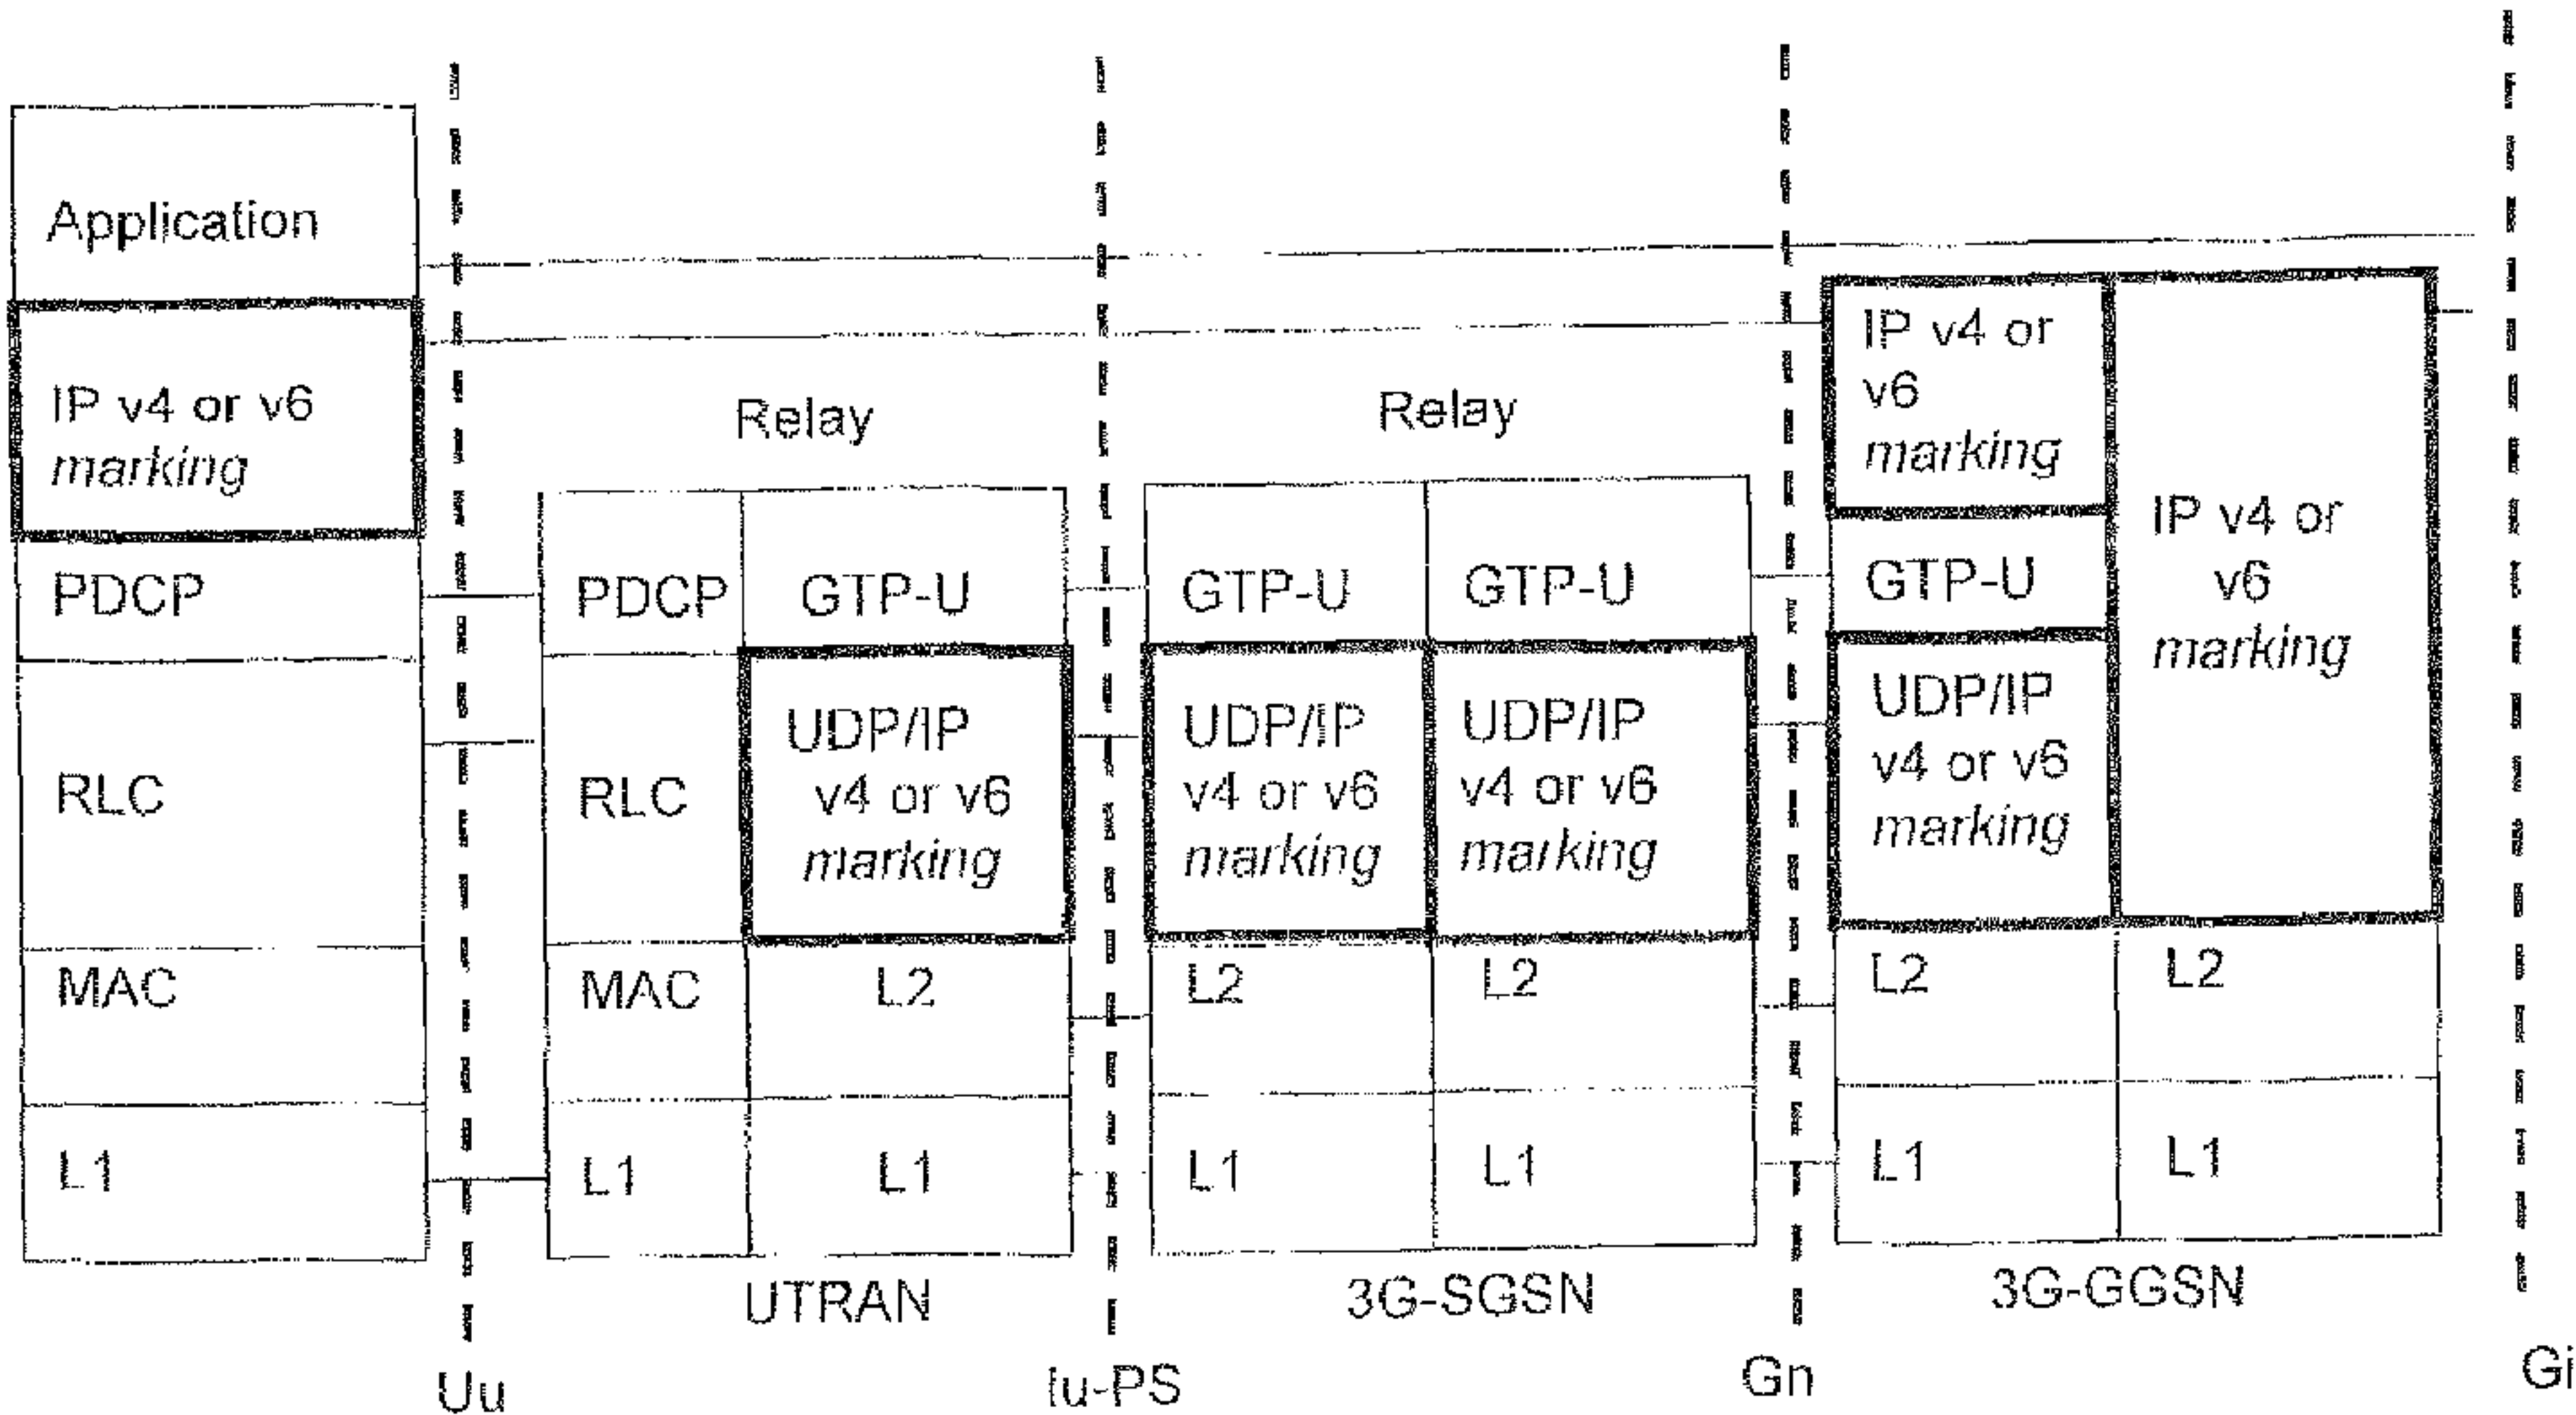 Application
IP v4 or v6
marking
PDCP
RLC
MAC
L1
Relay
PDCP
GTP-U
RLC
UDP/IP
v4 or v6
marking
MAC
L2
L1
L1
UTRAN
Relay
GTP-U
GTP-U
UDP/IP
v4 or v6
marking
UDP/IP
v4 or v6
marking
L2
L2
L1
L1
3G-SGSN
IP v4 or
v6
marking
GTP-U
UDP/IP
v4 or v6
marking
IP v4 or
v6
marking
L2
L2
L1
L1
3G-GGSN
Uu
Iu-PS
Gn
Gi